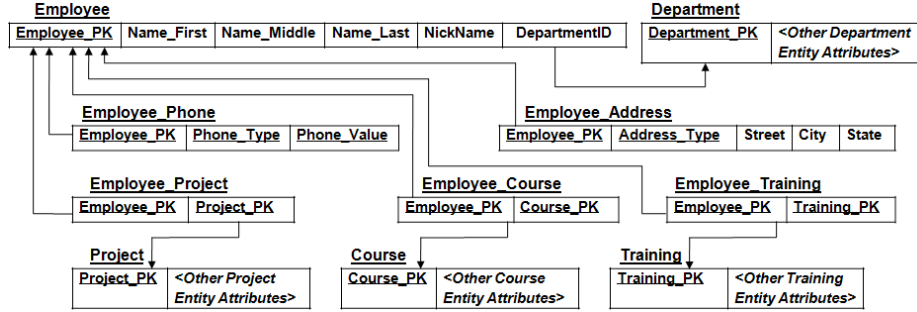 Employee
Employee_PK Name_First Name_Middle Name_Last NickName DepartmentID
Department
Department_PK <Other Department
Entity Attributes>
Employee_Phone
Employee_PK Phone_Type Phone_Value
Employee_Address
Employee_PK Address_Type Street City State
Employee_Project
Employee_PK Project_PK
Employee_Course
Employee_PK Course_PK
Employee_Training
Employee_PK Training_PK
Project
Project_PK <Other Project
Entity Attributes>
Course
Course_PK <Other Course
Entity Attributes>
Training
Training_PK <Other Training
Entity Attributes>